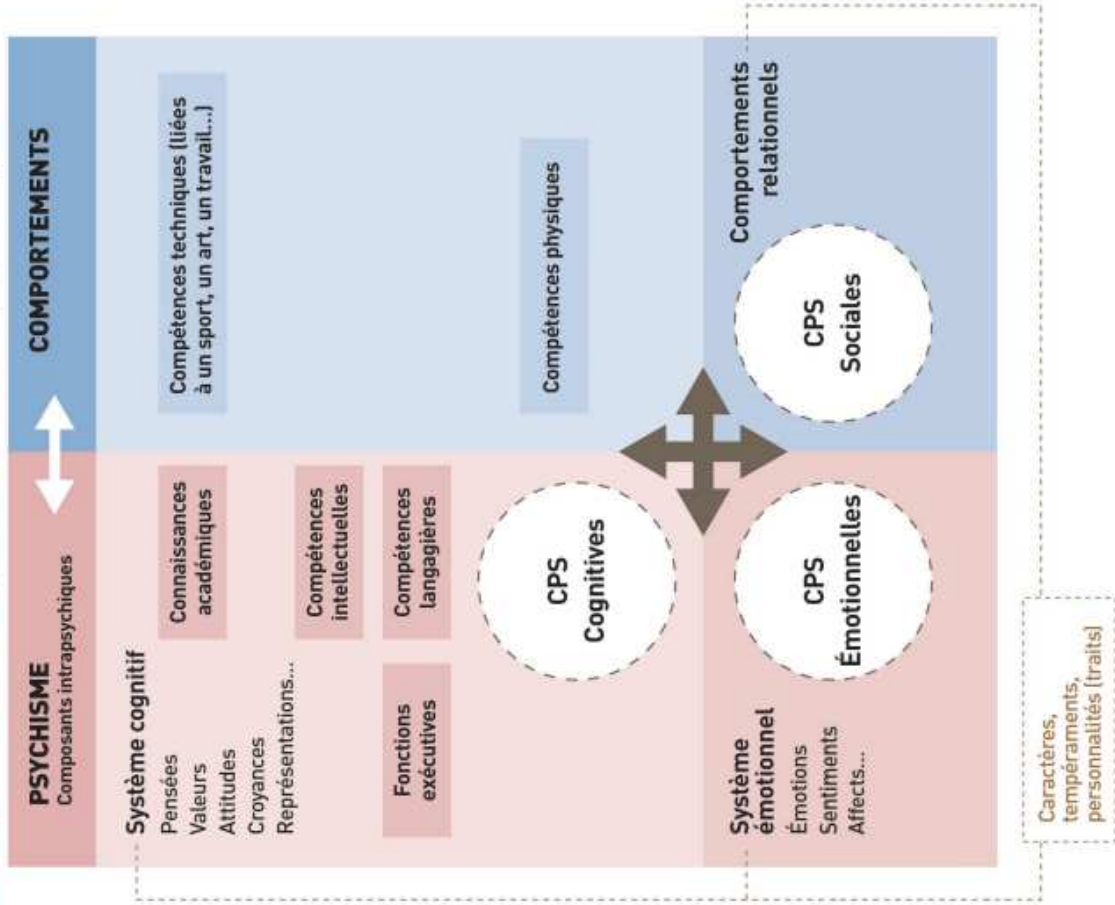 PSYCHISME
Composants intrapsychiques
COMPORTEMENTS
Système cognitif
Pensées
Valeurs
Attitudes
Croyances
Représentations...
Connaissances
académiques
Compétences
intellectuelles
Fonctions
exécutives
Compétences
langagières
CPS
Cognitives
Compétences techniques (liées
à un sport, un art, un travail...)
Compétences physiques
Système
émotionnel
Émotions
Sentiments
Affects...
CPS
Émotionnelles
Comportements
relationnels
CPS
Sociales
Caractères,
tempéraments,
personnalités (traits)